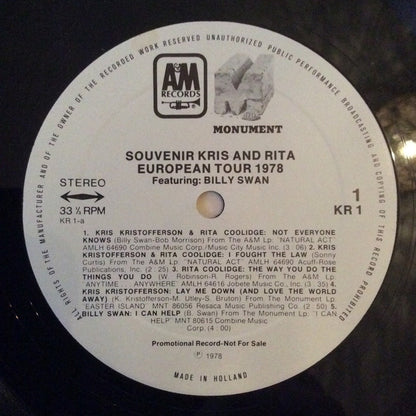 ALL RIGHTS OF THE MANUFACTURER AND OF THE OWNER OF THE RECORDED WORK RESERVED UNAUTHORIZED PUBLIC PERFORMANCE BROADCASTING AND COPYING OF THIS RECORD PROHIBITED
A&M
RECORDS
MONUMENT
SOUVENIR KRIS AND RITA
EUROPEAN TOUR 1978
Featuring: BILLY SWAN
STEREO
33⅓ RPM
KR 1-a
1
KR 1
1. KRIS KRISTOFFERSON & RITA COOLIDGE: NOT EVERYONE
KNOWS (Billy Swan-Bob Morrison) From The A&M Lp: "NATURAL ACT"
AMLH 64690 Combine Music Corp./Music City Music Inc. (3 : 06) 2. KRIS
KRISTOFFERSON & RITA COOLIDGE: I FOUGHT THE LAW (Sonny
Curtis) From The A&M Lp: "NATURAL ACT" AMLH 64690 Acuff-Rose
Publications, Inc. (2 : 25) 3. RITA COOLIDGE: THE WAY YOU DO THE
THINGS YOU DO (W. Robinson-R. Rogers) From The A&M Lp:
"ANYTIME... ANYWHERE" AMLH 64616 Jobete Music Co., Inc. (3 : 35) 4.
KRIS KRISTOFFERSON: LAY ME DOWN (AND LOVE THE WORLD
AWAY) (K. Kristofferson-M. Utley-S. Bruton) From The Monument Lp:
"EASTER ISLAND" MNT 86056 Resaca Music Publishing Co. (2 : 50) 5.
BILLY SWAN: I CAN HELP (B. Swan) From The Monument Lp: "I CAN
HELP" MNT 80615 Combine Music
Corp. (4 : 00)
Promotional Record-Not For Sale
℗ 1978
MADE IN HOLLAND